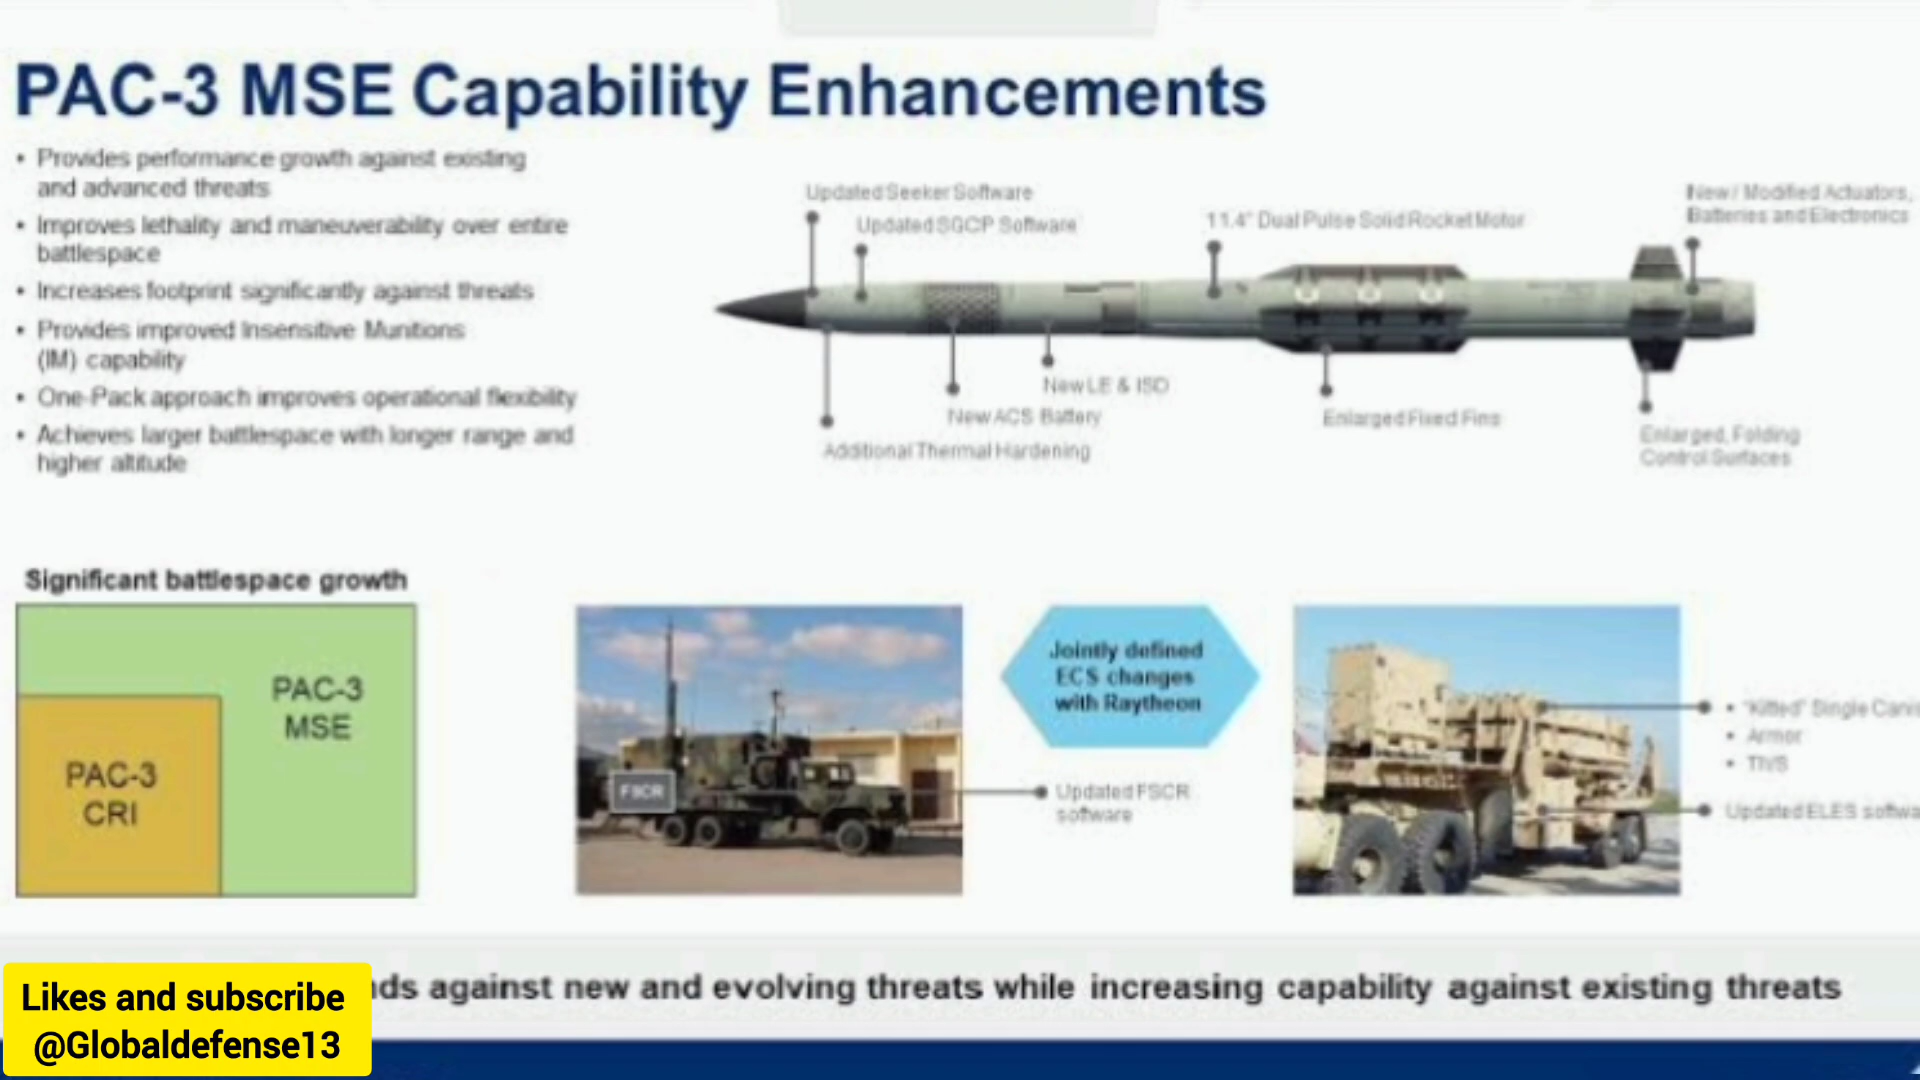 PAC-3 MSE Capability Enhancements
• Provides performance growth against existing
and advanced threats
• Improves lethality and maneuverability over entire
battlespace
• Increases footprint significantly against threats
• Provides improved Insensitive Munitions
(IM) capability
• One-Pack approach improves operational flexibility
• Achieves larger battlespace with longer range and
higher altitude
Updated Seeker Software
Updated SGCP Software
11.4" Dual Pulse Solid Rocket Motor
New / Modified Actuators,
Batteries and Electronics
New LE & ISD
New ACS Battery
Additional Thermal Hardening
Enlarged Fixed Fins
Enlarged, Folding
Control Surfaces
Significant battlespace growth
PAC-3
MSE
PAC-3
CRI
FSCR
Jointly defined
ECS changes
with Raytheon
Updated FSCR
software
• "Kitted" Single Canis
• Armor
• TIVS
Updated ELES softwa
nds against new and evolving threats while increasing capability against existing threats
Likes and subscribe
@Globaldefense13